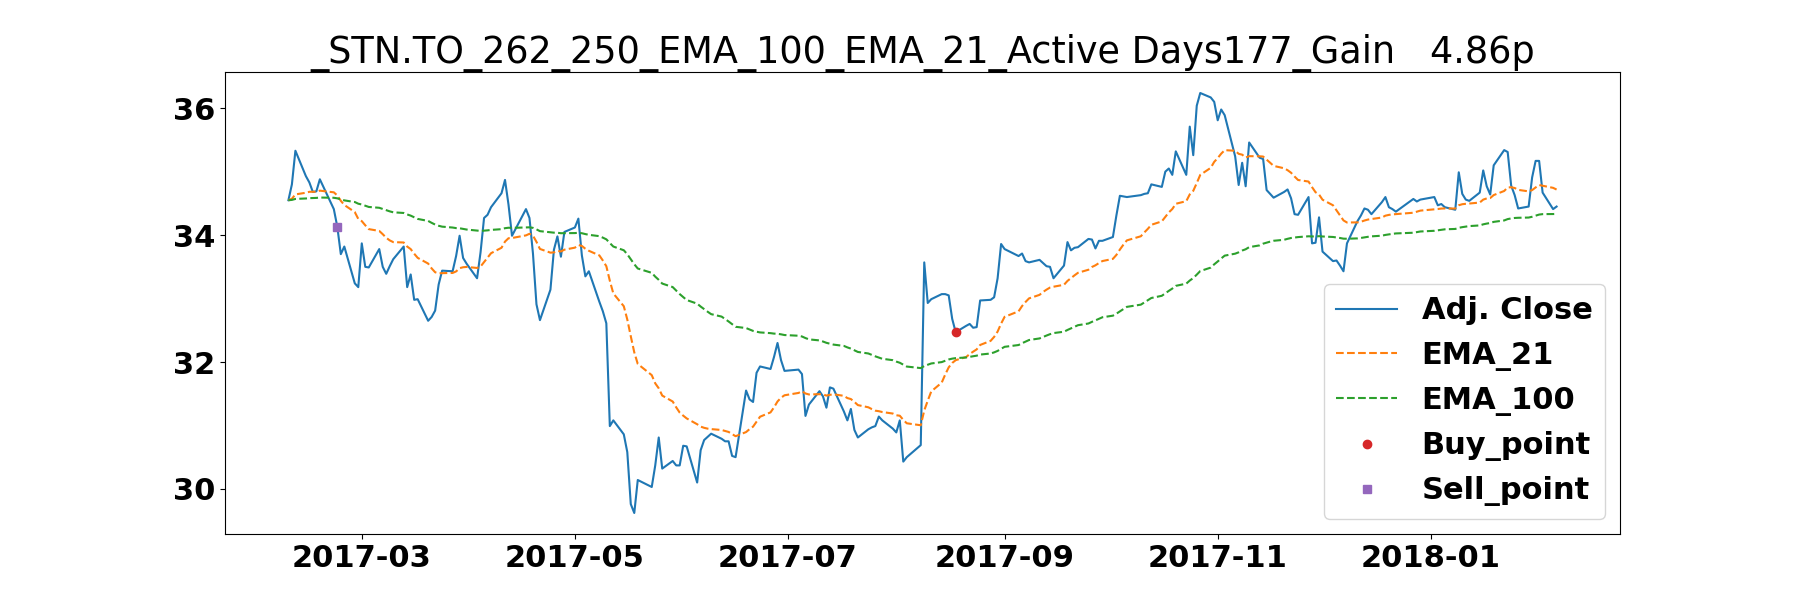 _STN.TO_262_250_EMA_100_EMA_21_Active Days177_Gain   4.86p
36
34
32
30
2017-03 2017-05 2017-07 2017-09 2017-11 2018-01
Adj. Close
EMA_21
EMA_100
Buy_point
Sell_point